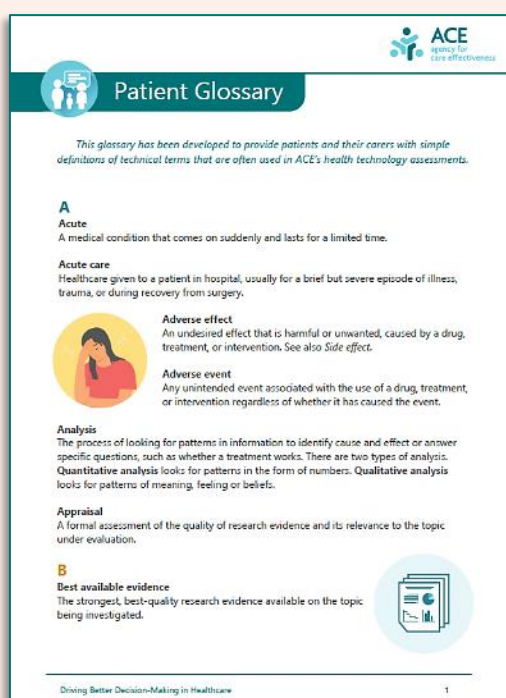 ACE
agency for
care effectiveness
Patient Glossary
This glossary has been developed to provide patients and their carers with simple
definitions of technical terms that are often used in ACE's health technology assessments.
A
Acute
A medical condition that comes on suddenly and lasts for a limited time.
Acute care
Healthcare given to a patient in hospital, usually for a brief but severe episode of illness,
trauma, or during recovery from surgery.
Adverse effect
An undesired effect that is harmful or unwanted, caused by a drug,
treatment, or intervention. See also Side effect.
Adverse event
Any unintended event associated with the use of a drug, treatment,
or intervention regardless of whether it has caused the event.
Analysis
The process of looking for patterns in information to identify cause and effect or answer
specific questions, such as whether a treatment works. There are two types of analysis.
Quantitative analysis looks for patterns in the form of numbers. Qualitative analysis
looks for patterns of meaning, feeling or beliefs.
Appraisal
A formal assessment of the quality of research evidence and its relevance to the topic
under evaluation.
B
Best available evidence
The strongest, best-quality research evidence available on the topic
being investigated.
Driving Better Decision-Making in Healthcare 1